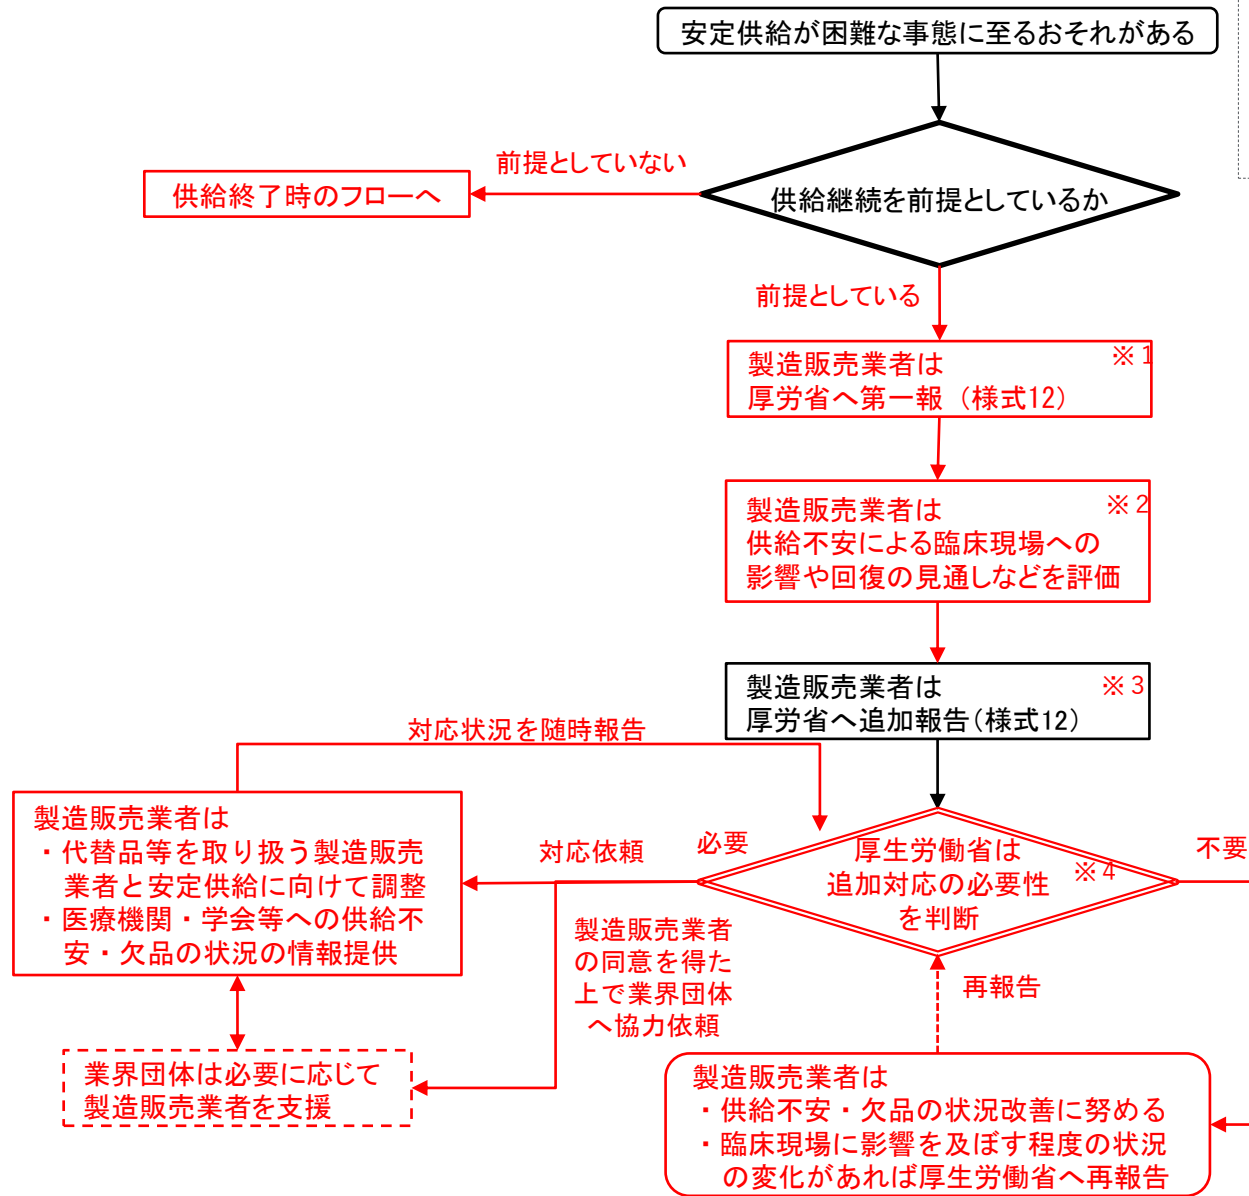 安定供給が困難な事態に至るおそれがある
前提としていない
供給終了時のフローへ
供給継続を前提としているか
前提としている
※1
製造販売業者は
厚労省へ第一報（様式12）
※2
製造販売業者は
供給不安による臨床現場への
影響や回復の見通しなどを評価
※3
製造販売業者は
厚労省へ追加報告（様式12）
対応状況を随時報告
製造販売業者は
・代替品等を取り扱う製造販売
業者と安定供給に向けて調整
・医療機関・学会等への供給不
安・欠品の状況の情報提供
対応依頼
必要
厚生労働省は
追加対応の必要性
を判断
※4
不要
製造販売業者
の同意を得た
上で業界団体
へ協力依頼
再報告
業界団体は必要に応じて
製造販売業者を支援
製造販売業者は
・供給不安・欠品の状況改善に努める
・臨床現場に影響を及ぼす程度の状況
の変化があれば厚生労働省へ再報告